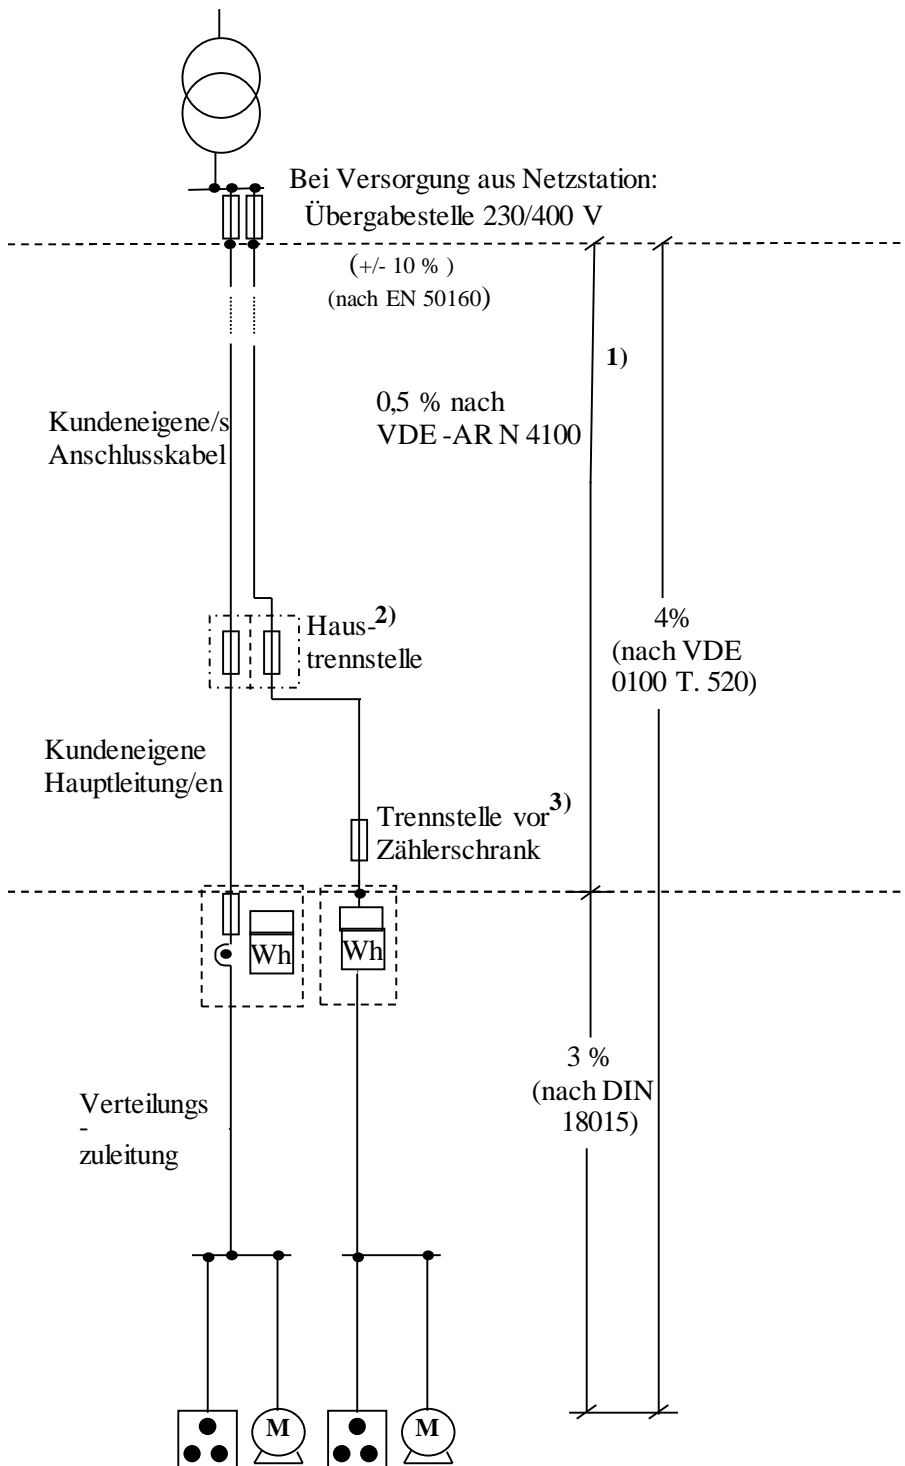 Bei Versorgung aus Netzstation:
Übergabestelle 230/400 V
(+/- 10 % )
(nach EN 50160)
1)
0,5 % nach
VDE -AR N 4100
Kundeneigene/s
Anschlusskabel
Haus-2)
trennstelle
4%
(nach VDE
0100 T. 520)
Kundeneigene
Hauptleitung/en
Trennstelle vor3)
Zählerschrank
Wh
Wh
3 %
(nach DIN
18015)
Verteilungs
-
zuleitung
M
M